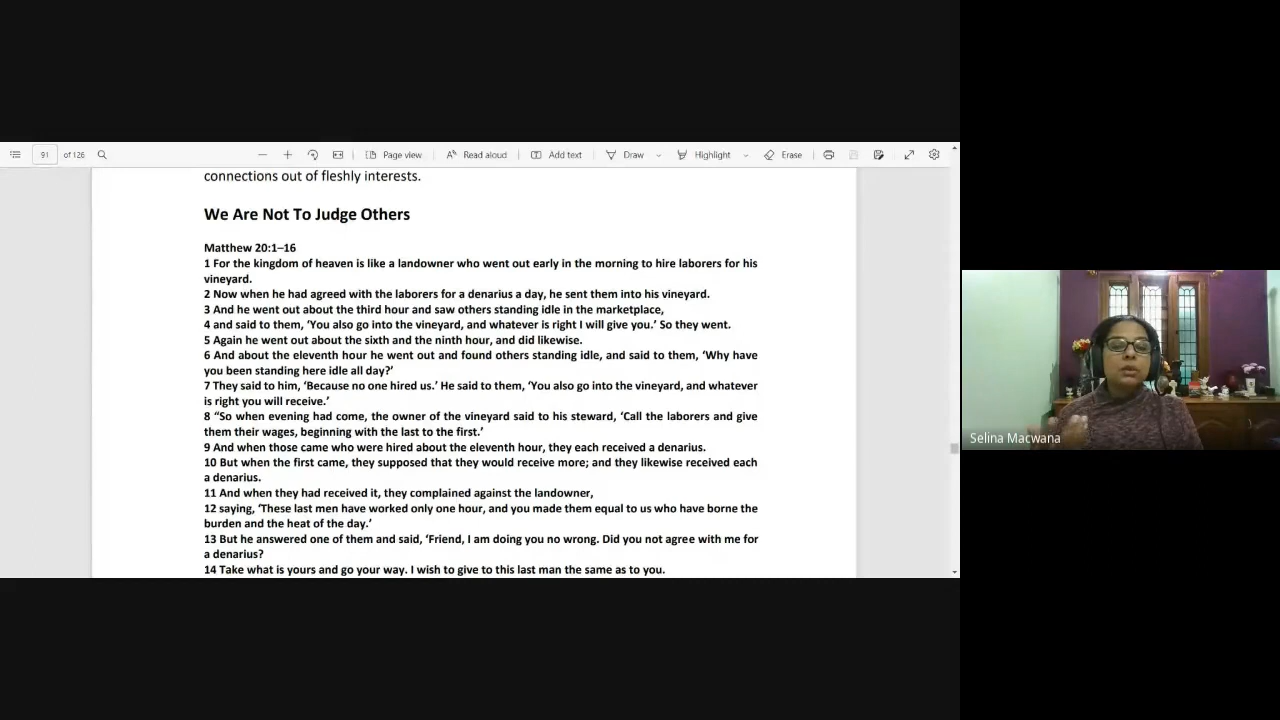 91 of 126
Page view
Read aloud
Add text
Draw
Highlight
Erase
connections out of fleshly interests.
We Are Not To Judge Others
Matthew 20:1–16
1 For the kingdom of heaven is like a landowner who went out early in the morning to hire laborers for his
vineyard.
2 Now when he had agreed with the laborers for a denarius a day, he sent them into his vineyard.
3 And he went out about the third hour and saw others standing idle in the marketplace,
4 and said to them, ‘You also go into the vineyard, and whatever is right I will give you.’ So they went.
5 Again he went out about the sixth and the ninth hour, and did likewise.
6 And about the eleventh hour he went out and found others standing idle, and said to them, ‘Why have
you been standing here idle all day?’
7 They said to him, ‘Because no one hired us.’ He said to them, ‘You also go into the vineyard, and whatever
is right you will receive.’
8 “So when evening had come, the owner of the vineyard said to his steward, ‘Call the laborers and give
them their wages, beginning with the last to the first.’
9 And when those came who were hired about the eleventh hour, they each received a denarius.
10 But when the first came, they supposed that they would receive more; and they likewise received each
a denarius.
11 And when they had received it, they complained against the landowner,
12 saying, ‘These last men have worked only one hour, and you made them equal to us who have borne the
burden and the heat of the day.’
13 But he answered one of them and said, ‘Friend, I am doing you no wrong. Did you not agree with me for
a denarius?
14 Take what is yours and go your way. I wish to give to this last man the same as to you.
Selina Macwana